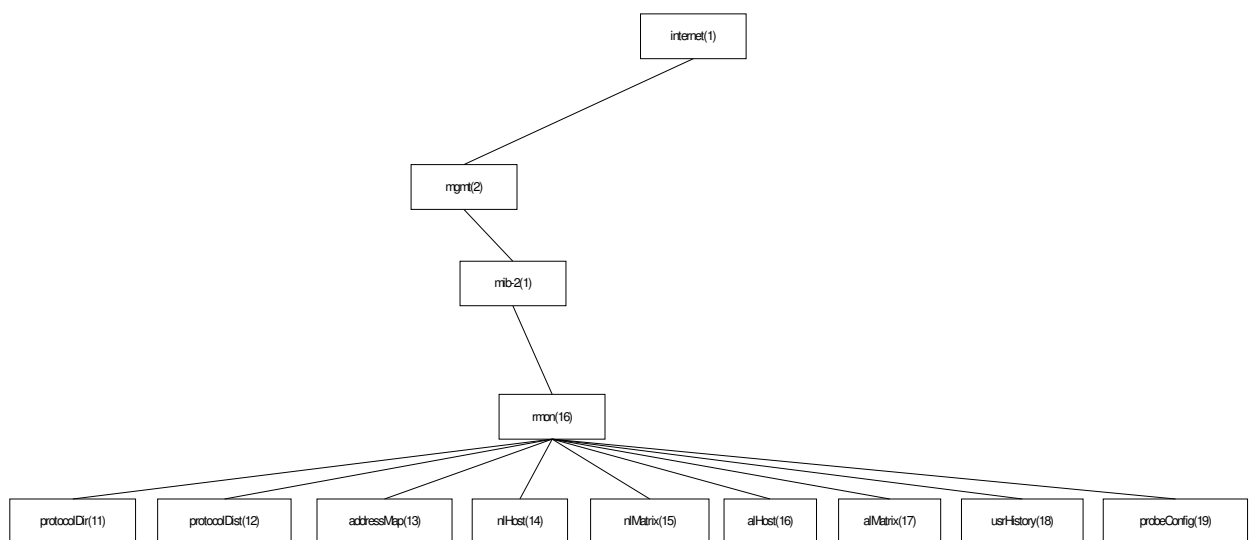 internet(1)
mgmt(2)
mib-2(1)
rmon(16)
protocolDir(11)
protocolDist(12)
addressMap(13)
nlHost(14)
nlMatrix(15)
alHost(16)
alMatrix(17)
usrHistory(18)
probeConfig(19)